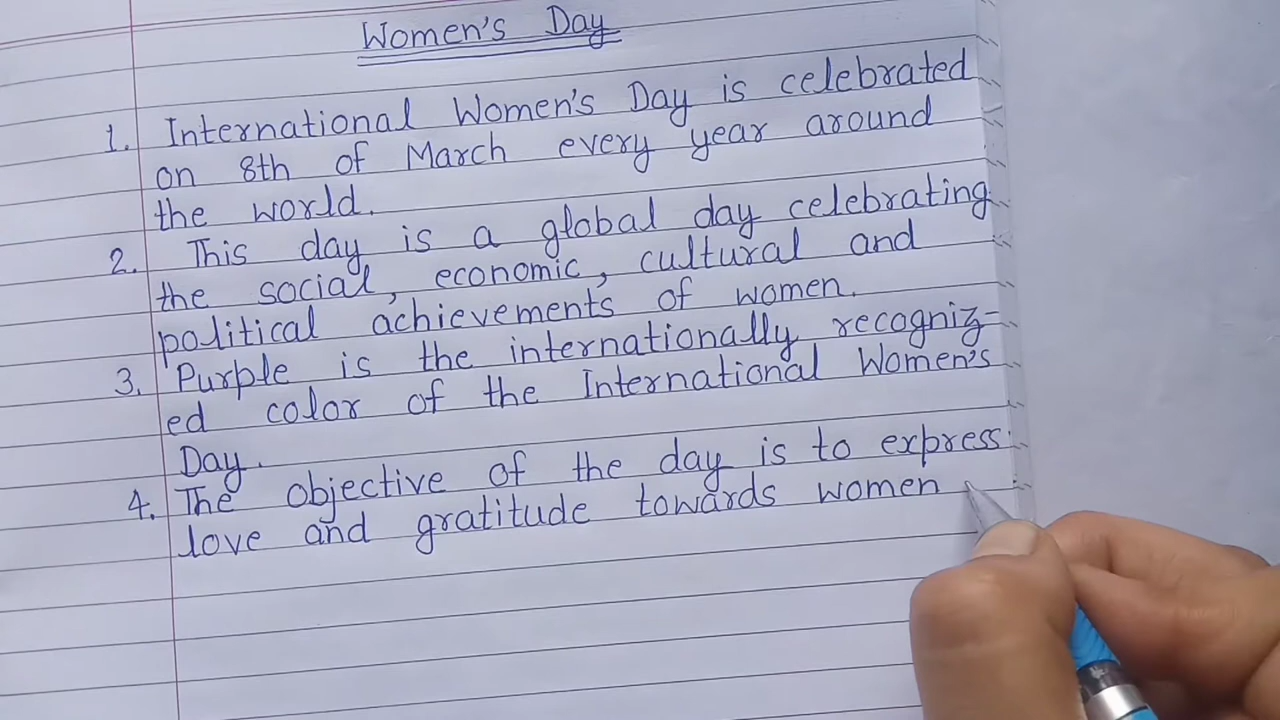 Women's Day
1. International Women's Day is celebrated
on 8th of March every year around
the world.
2. This day is a global day celebrating
the social, economic, cultural and
political achievements of women.
3. Purple is the internationally recogniz-
ed color of the International Women's
Day.
4. The objective of the day is to express
love and gratitude towards women